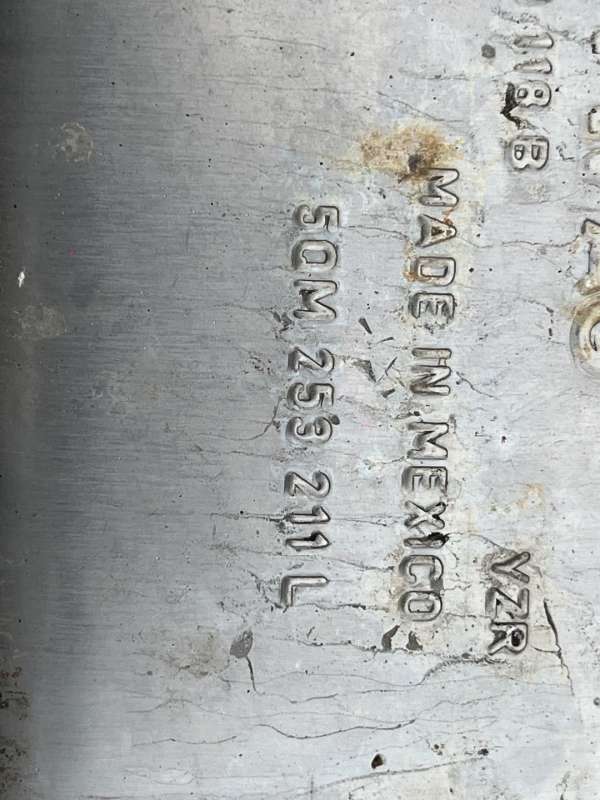 118/B
VZR
MADE IN MEXICO
5QM 253 211 L